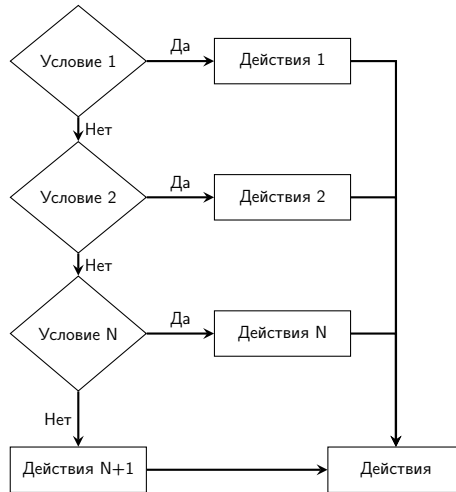 Условие 1
Да
Действия 1
Нет
Условие 2
Да
Действия 2
Нет
Условие N
Да
Действия N
Нет
Действия N+1
Действия